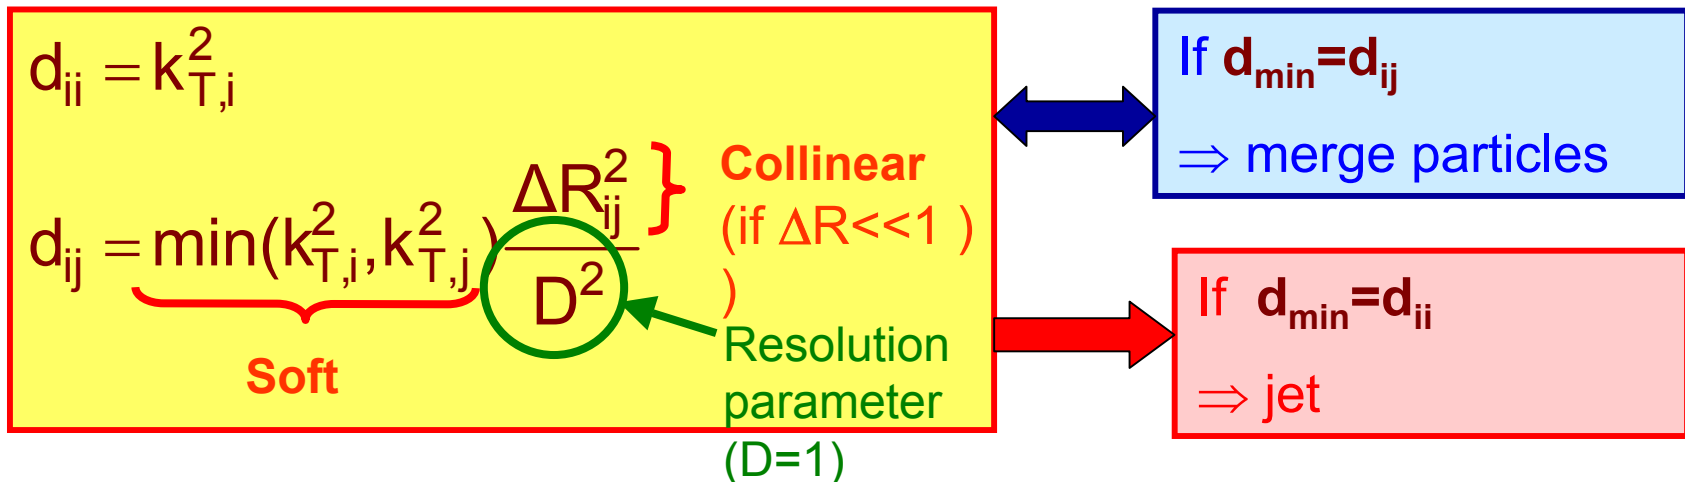 d_ii = k²_T,i
d_ij = min(k²_T,i, k²_T,j) ΔR²_ij / D²
Soft
Collinear
(if ΔR<<1 )
)
Resolution
parameter
(D=1)
If d_min=d_ij
⇒ merge particles
If d_min=d_ii
⇒ jet